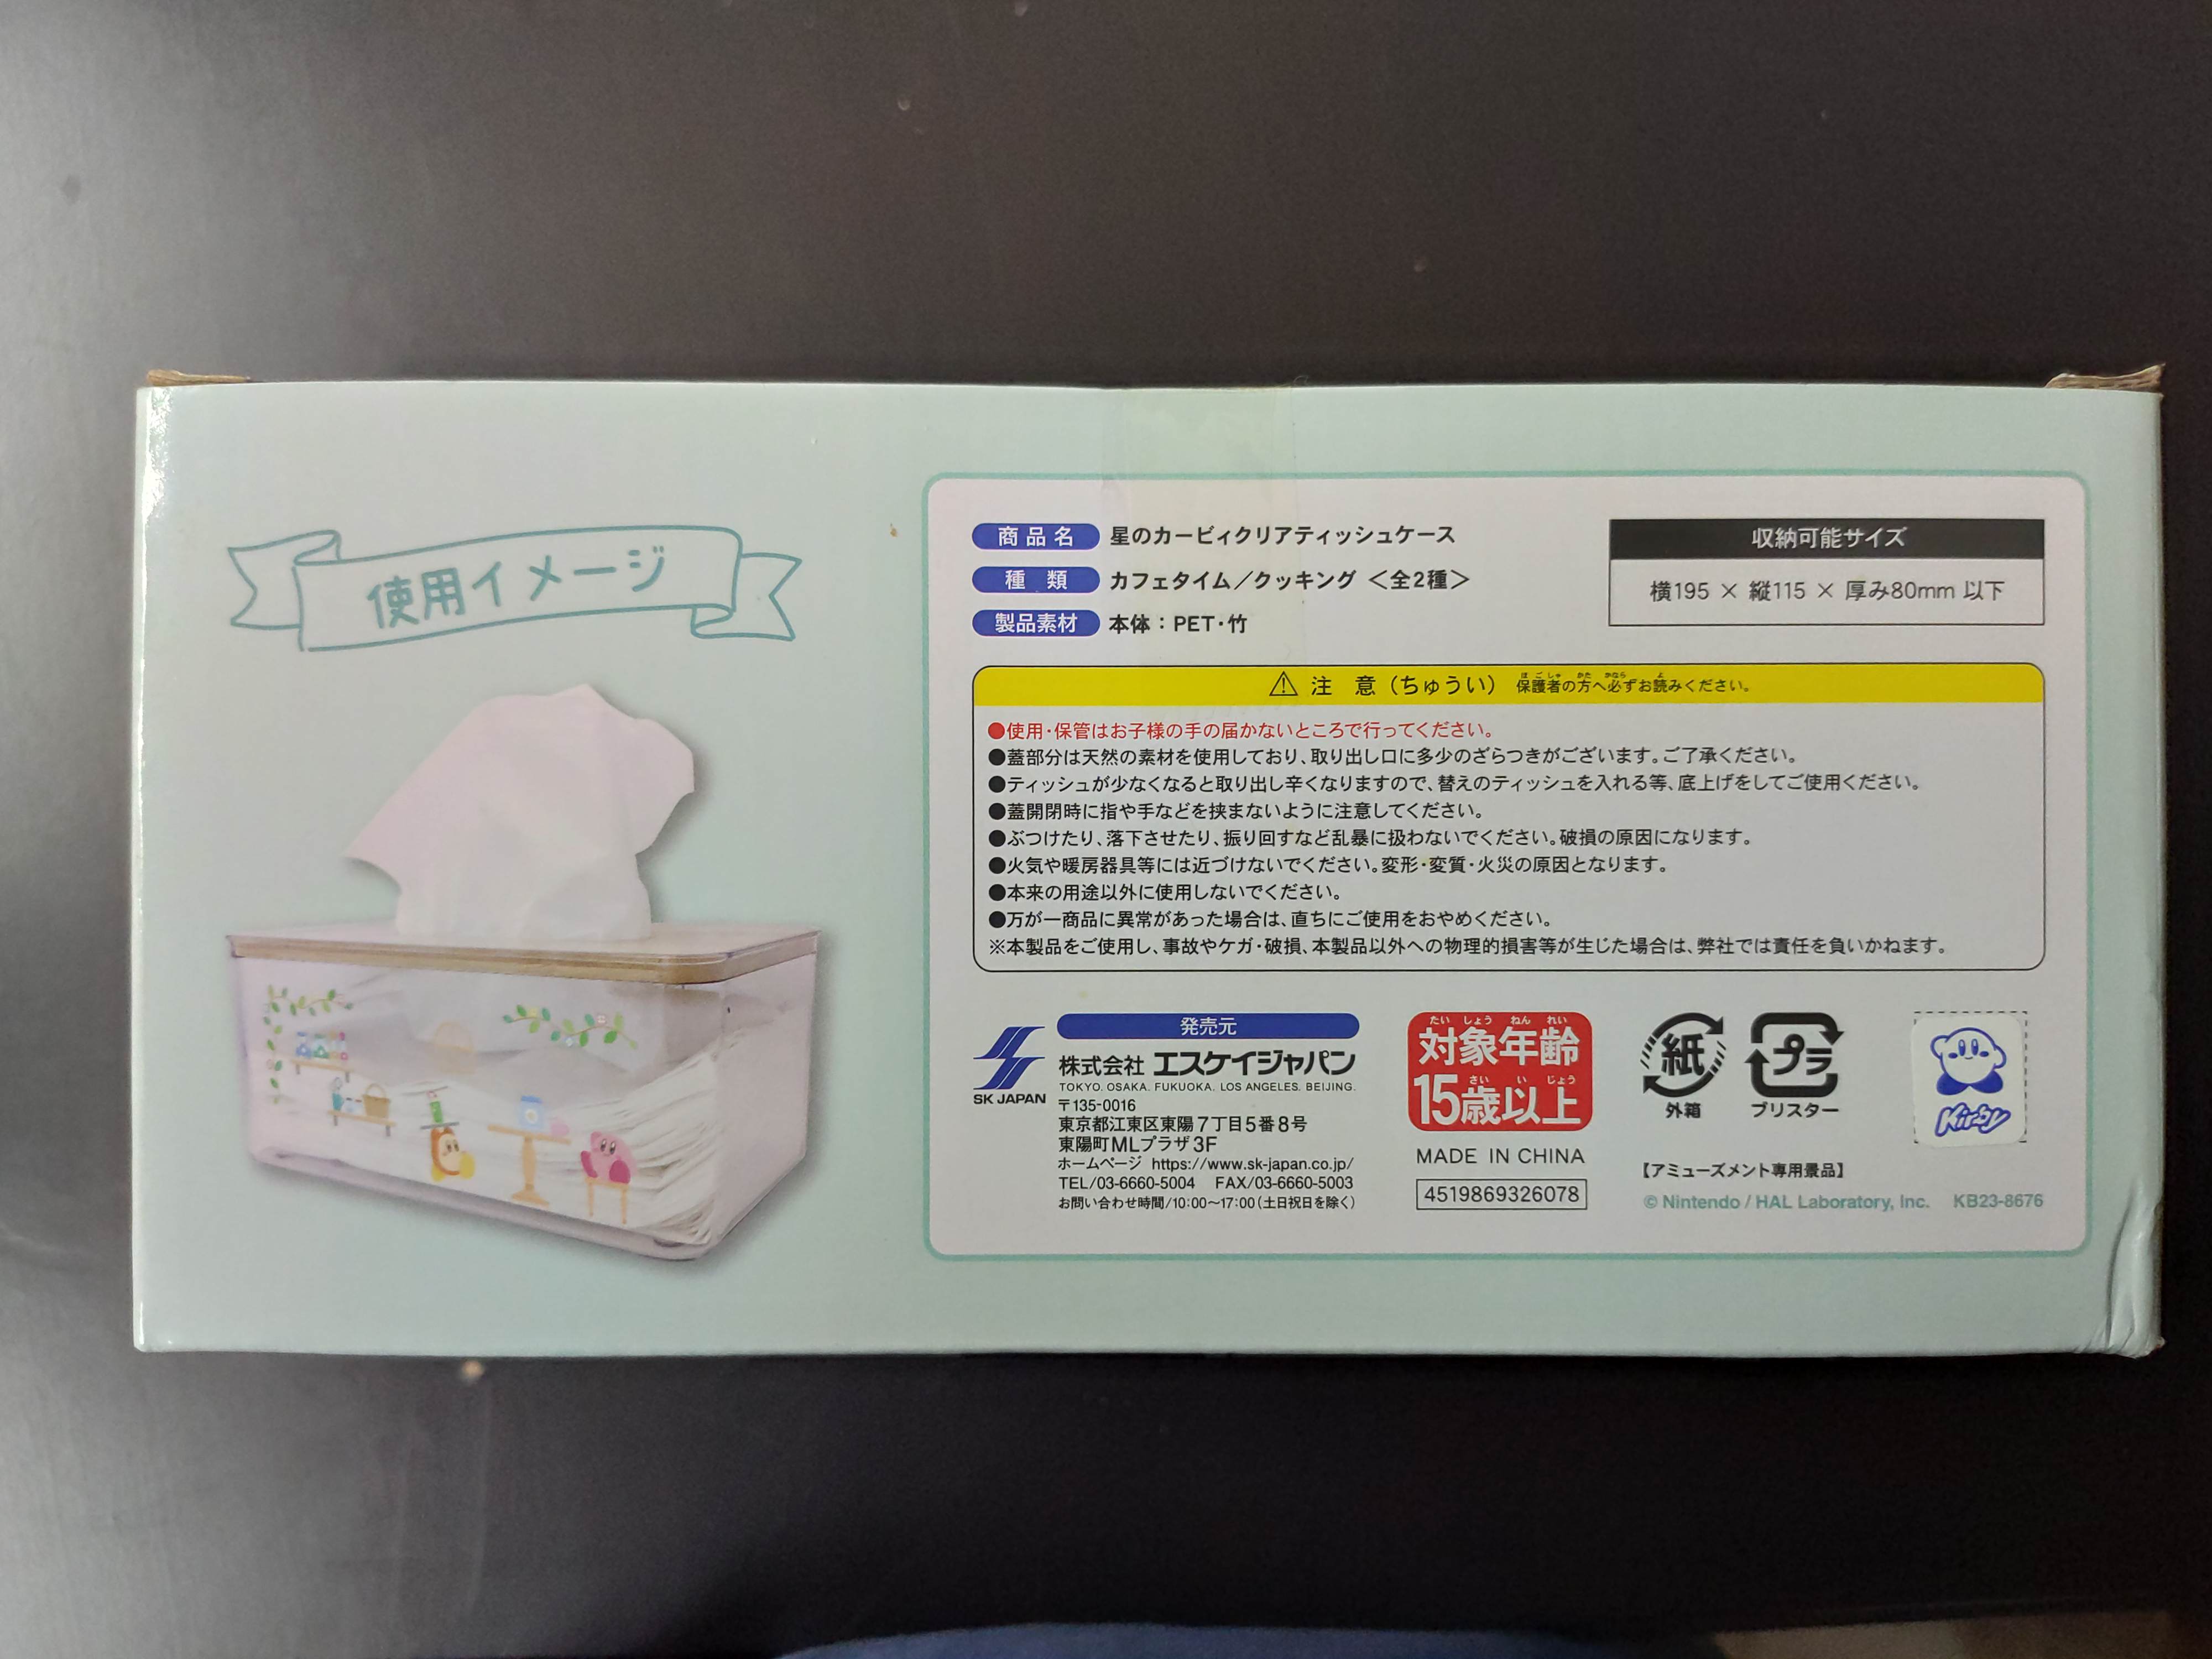 使用イメージ
商品名 星のカービィクリアティッシュケース
種類 カフェタイム／クッキング ＜全2種＞
製品素材 本体：PET・竹
収納可能サイズ
横195 × 縦115 × 厚み80mm 以下
⚠ 注 意（ちゅうい） 保護者の方へ必ずお読みください。
●使用・保管はお子様の手の届かないところで行ってください。
●蓋部分は天然の素材を使用しており、取り出し口に多少のざらつきがございます。ご了承ください。
●ティッシュが少なくなると取り出し辛くなりますので、替えのティッシュを入れる等、底上げをしてご使用ください。
●蓋開閉時に指や手などを挟まないように注意してください。
●ぶつけたり、落下させたり、振り回すなど乱暴に扱わないでください。破損の原因になります。
●火気や暖房器具等には近づけないでください。変形・変質・火災の原因となります。
●本来の用途以外に使用しないでください。
●万が一商品に異常があった場合は、直ちにご使用をおやめください。
※本製品をご使用し、事故やケガ・破損、本製品以外への物理的損害等が生じた場合は、弊社では責任を負いかねます。
SK JAPAN
発売元
株式会社 エスケイジャパン
TOKYO. OSAKA. FUKUOKA. LOS ANGELES. BEIJING.
〒135-0016
東京都江東区東陽7丁目5番8号
東陽町MLプラザ3F
ホームページ https://www.sk-japan.co.jp/
TEL/03-6660-5004 FAX/03-6660-5003
お問い合わせ時間/10:00～17:00（土日祝日を除く）
たいしょうねんれい
対象年齢
さいいじょう
15歳以上
MADE IN CHINA
4519869326078
紙
外箱
プラ
ブリスター
Kirby
【アミューズメント専用景品】
© Nintendo / HAL Laboratory, Inc. KB23-8676